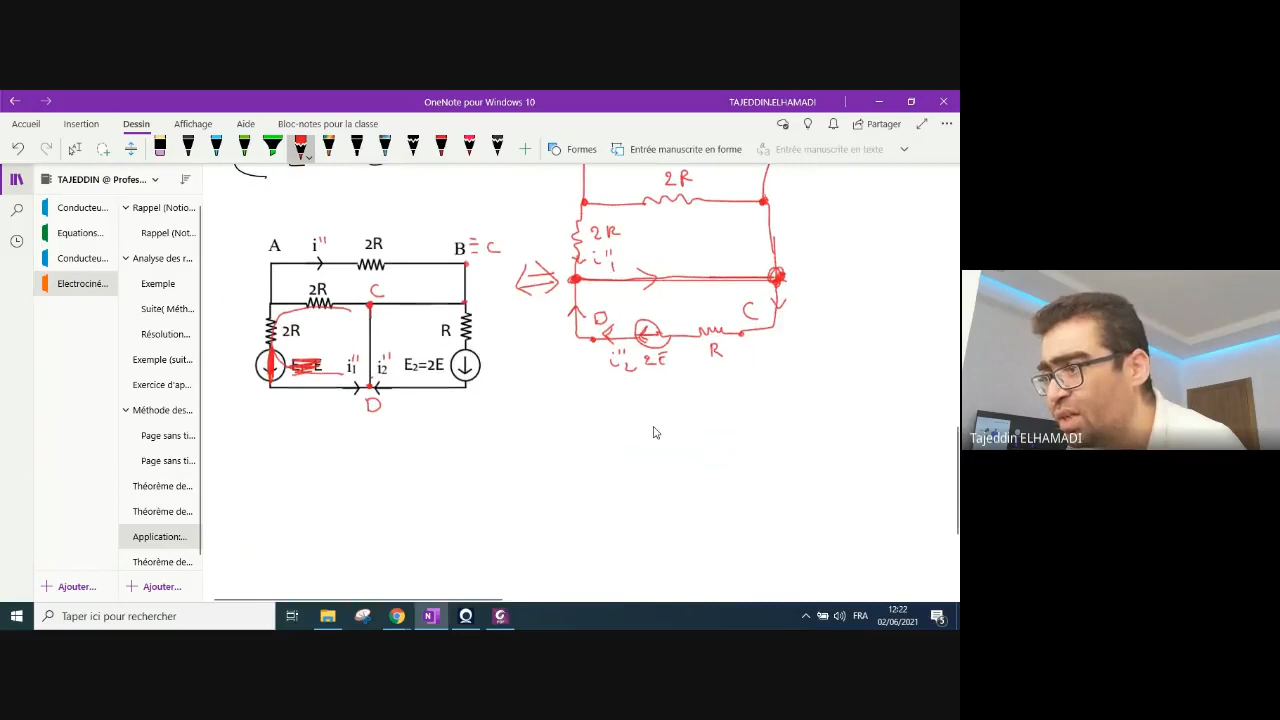 OneNote pour Windows 10
TAJEDDIN.ELHAMADI
Accueil Insertion Dessin Affichage Aide Bloc-notes pour la classe
Partager
Formes Entrée manuscrite en forme Entrée manuscrite en texte
TAJEDDIN @ Profes...
Conducteu...
Equations...
Conducteu...
Electrociné...
Rappel (Notio...
Rappel (Not...
Analyse des r...
Exemple
Suite( Méth...
Résolution...
Exemple (suit...
Exercice d'ap...
Méthode des...
Page sans ti...
Page sans ti...
Théorème de...
Théorème de...
Application:...
Théorème de...
Ajouter... Ajouter...
A i'' 2R B ≡ C
2R C
2R R
i₁'' i₂'' E₂=2E
D
2R
2R
i''₁
D C
i''₂ 2E R
Tajeddin ELHAMADI
Taper ici pour rechercher
FRA
12:22
02/06/2021
5